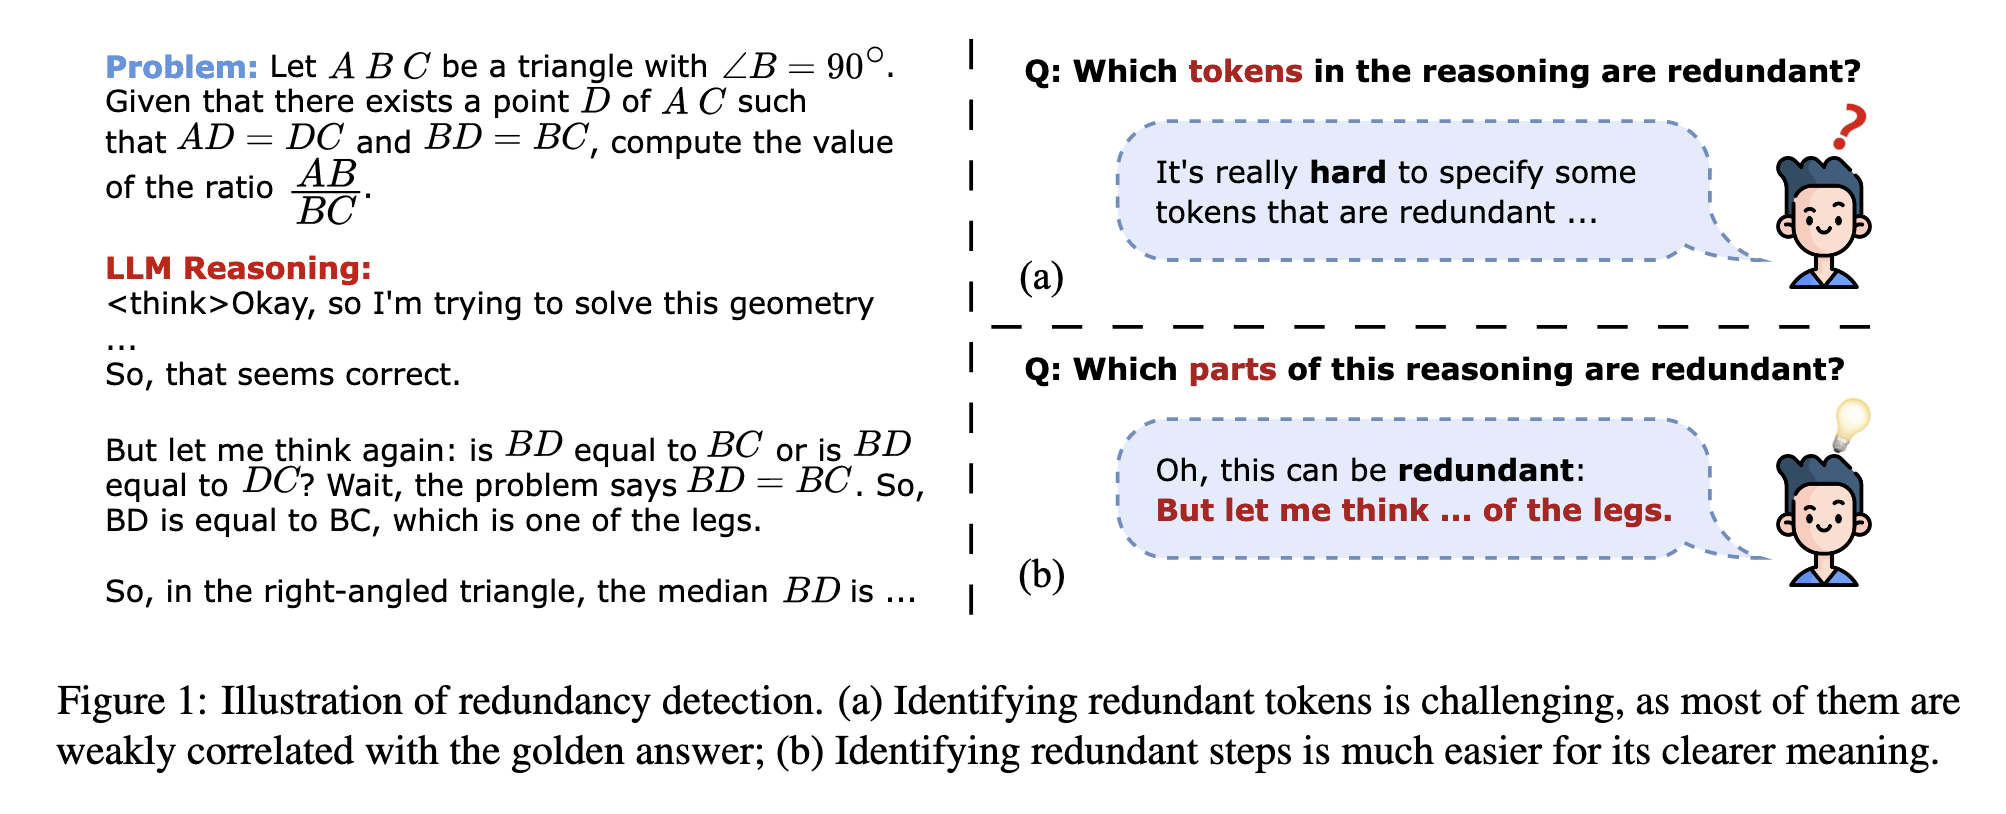 Problem: Let A B C be a triangle with ∠B = 90°.
Given that there exists a point D of A C such
that AD = DC and BD = BC, compute the value
of the ratio AB/BC.
LLM Reasoning:
<think>Okay, so I'm trying to solve this geometry
...
So, that seems correct.
But let me think again: is BD equal to BC or is BD
equal to DC? Wait, the problem says BD = BC. So,
BD is equal to BC, which is one of the legs.
So, in the right-angled triangle, the median BD is ...
Q: Which tokens in the reasoning are redundant?
?
It's really hard to specify some
tokens that are redundant ...
(a)
Q: Which parts of this reasoning are redundant?
Oh, this can be redundant:
But let me think ... of the legs.
(b)
Figure 1: Illustration of redundancy detection. (a) Identifying redundant tokens is challenging, as most of them are
weakly correlated with the golden answer; (b) Identifying redundant steps is much easier for its clearer meaning.